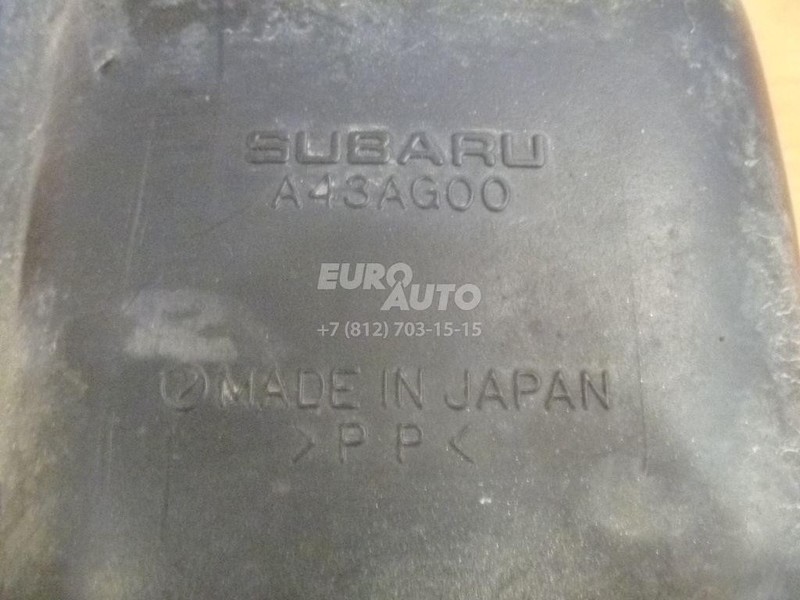 SUBARU
A43AG00
EURO
AUTO
+7 (812) 703-15-15
MADE IN JAPAN
>PP<